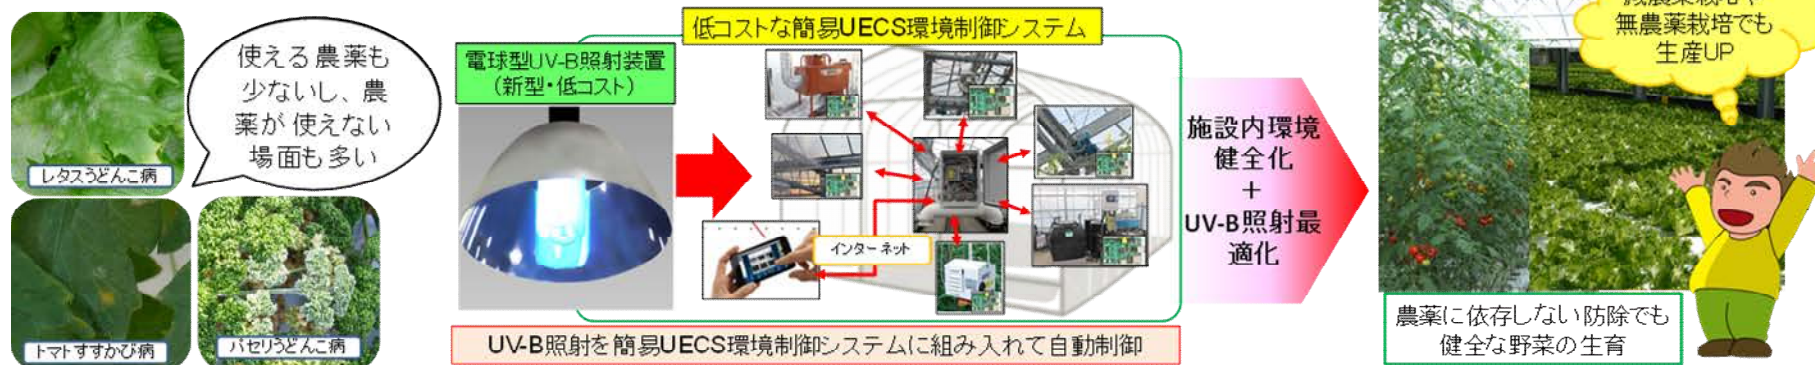 レタスうどんこ病
使える農薬も
少ないし、農
薬が使えない
場面も多い
トマトすすかび病
パセリうどんこ病
低コストな簡易UECS環境制御システム
電球型UV-B照射装置
(新型・低コスト)
インターネット
UV-B照射を簡易UECS環境制御システムに組み入れて自動制御
施設内環境
健全化
+
UV-B照射最
適化
減農薬栽培や
無農薬栽培でも
生産UP
農薬に依存しない防除でも
健全な野菜の生育